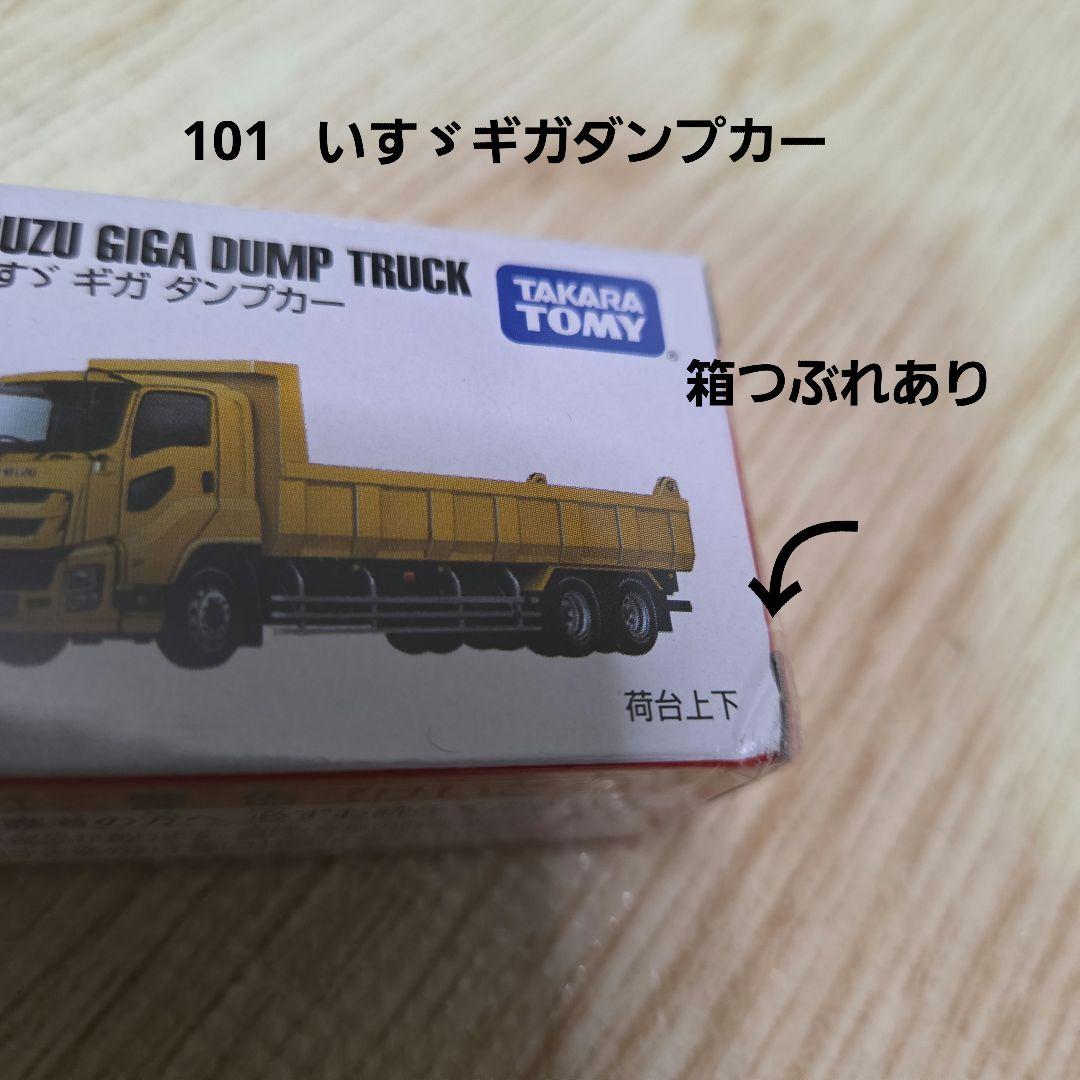 101 いすゞギガダンプカー
UZU GIGA DUMP TRUCK
すゞ ギガ ダンプカー
TAKARA
TOMY
®
箱つぶれあり
荷台上下